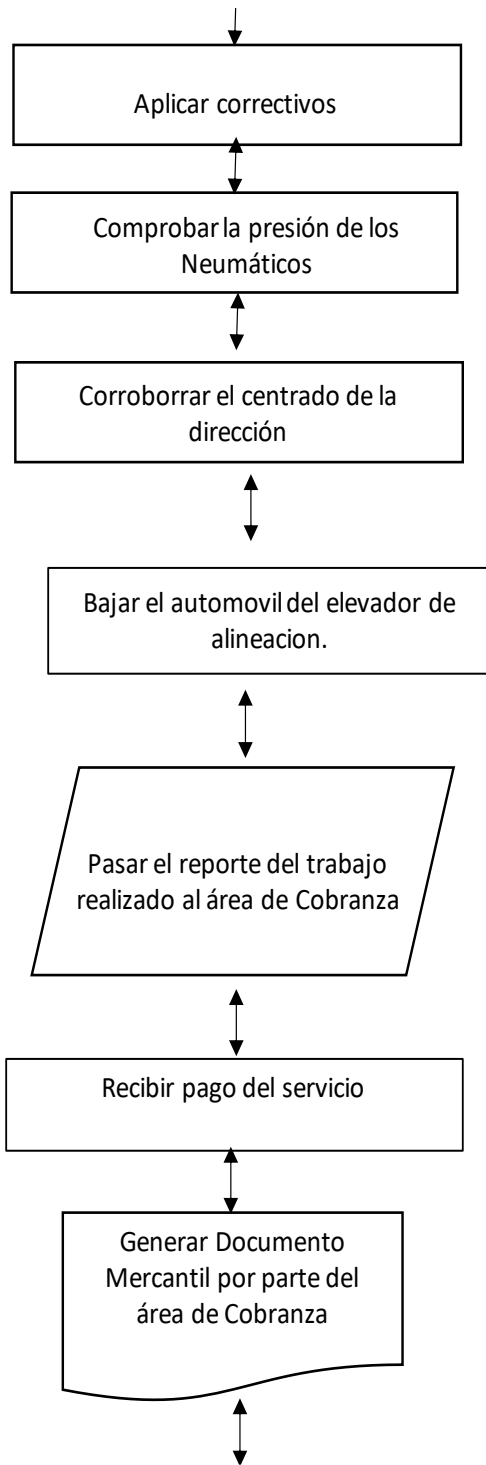 Aplicar correctivos
Comprobar la presión de los
Neumáticos
Corroborrar el centrado de la
dirección
Bajar el automovil del elevador de
alineacion.
Pasar el reporte del trabajo
realizado al área de Cobranza
Recibir pago del servicio
Generar Documento
Mercantil por parte del
área de Cobranza